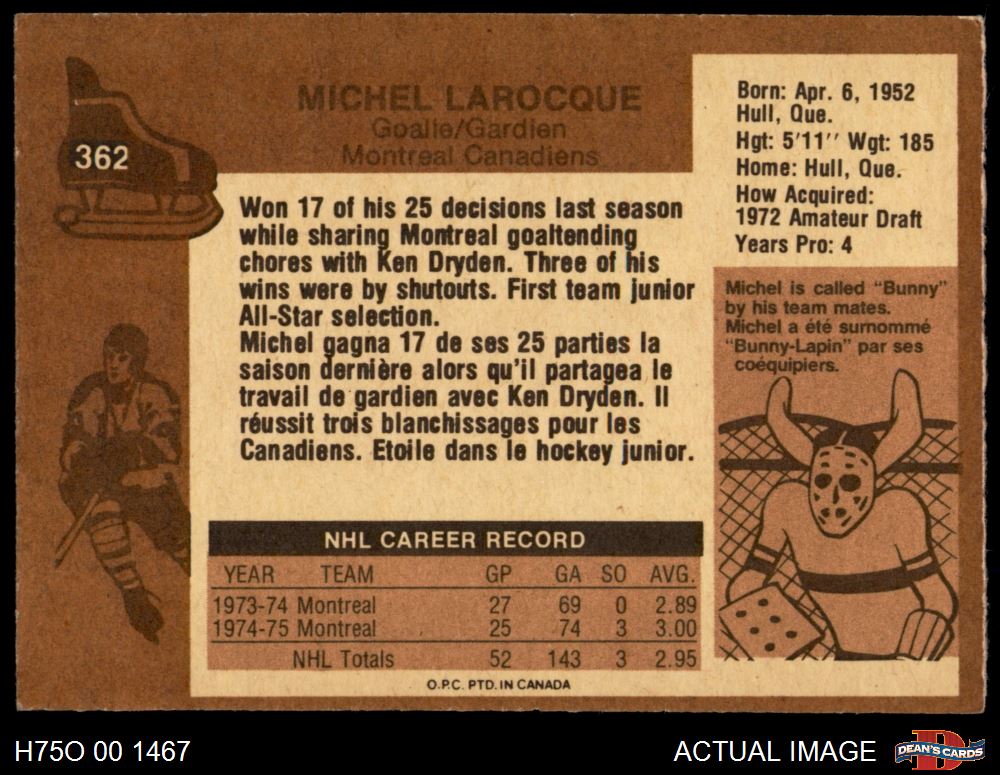 362
MICHEL LAROCQUE
Goalie/Gardien
Montreal Canadiens
Born: Apr. 6, 1952
Hull, Que.
Hgt: 5'11'' Wgt: 185
Home: Hull, Que.
How Acquired:
1972 Amateur Draft
Years Pro: 4
Won 17 of his 25 decisions last season
while sharing Montreal goaltending
chores with Ken Dryden. Three of his
wins were by shutouts. First team junior
All-Star selection.
Michel gagna 17 de ses 25 parties la
saison dernière alors qu'il partagea le
travail de gardien avec Ken Dryden. Il
réussit trois blanchissages pour les
Canadiens. Etoile dans le hockey junior.
Michel is called "Bunny"
by his team mates.
Michel a été surnommé
"Bunny-Lapin" par ses
coéquipiers.
NHL CAREER RECORD
YEAR TEAM GP GA SO AVG.
1973-74 Montreal 27 69 0 2.89
1974-75 Montreal 25 74 3 3.00
NHL Totals 52 143 3 2.95
O.P.C. PTD. IN CANADA
H75O 00 1467
ACTUAL IMAGE
DEAN'S CARDS